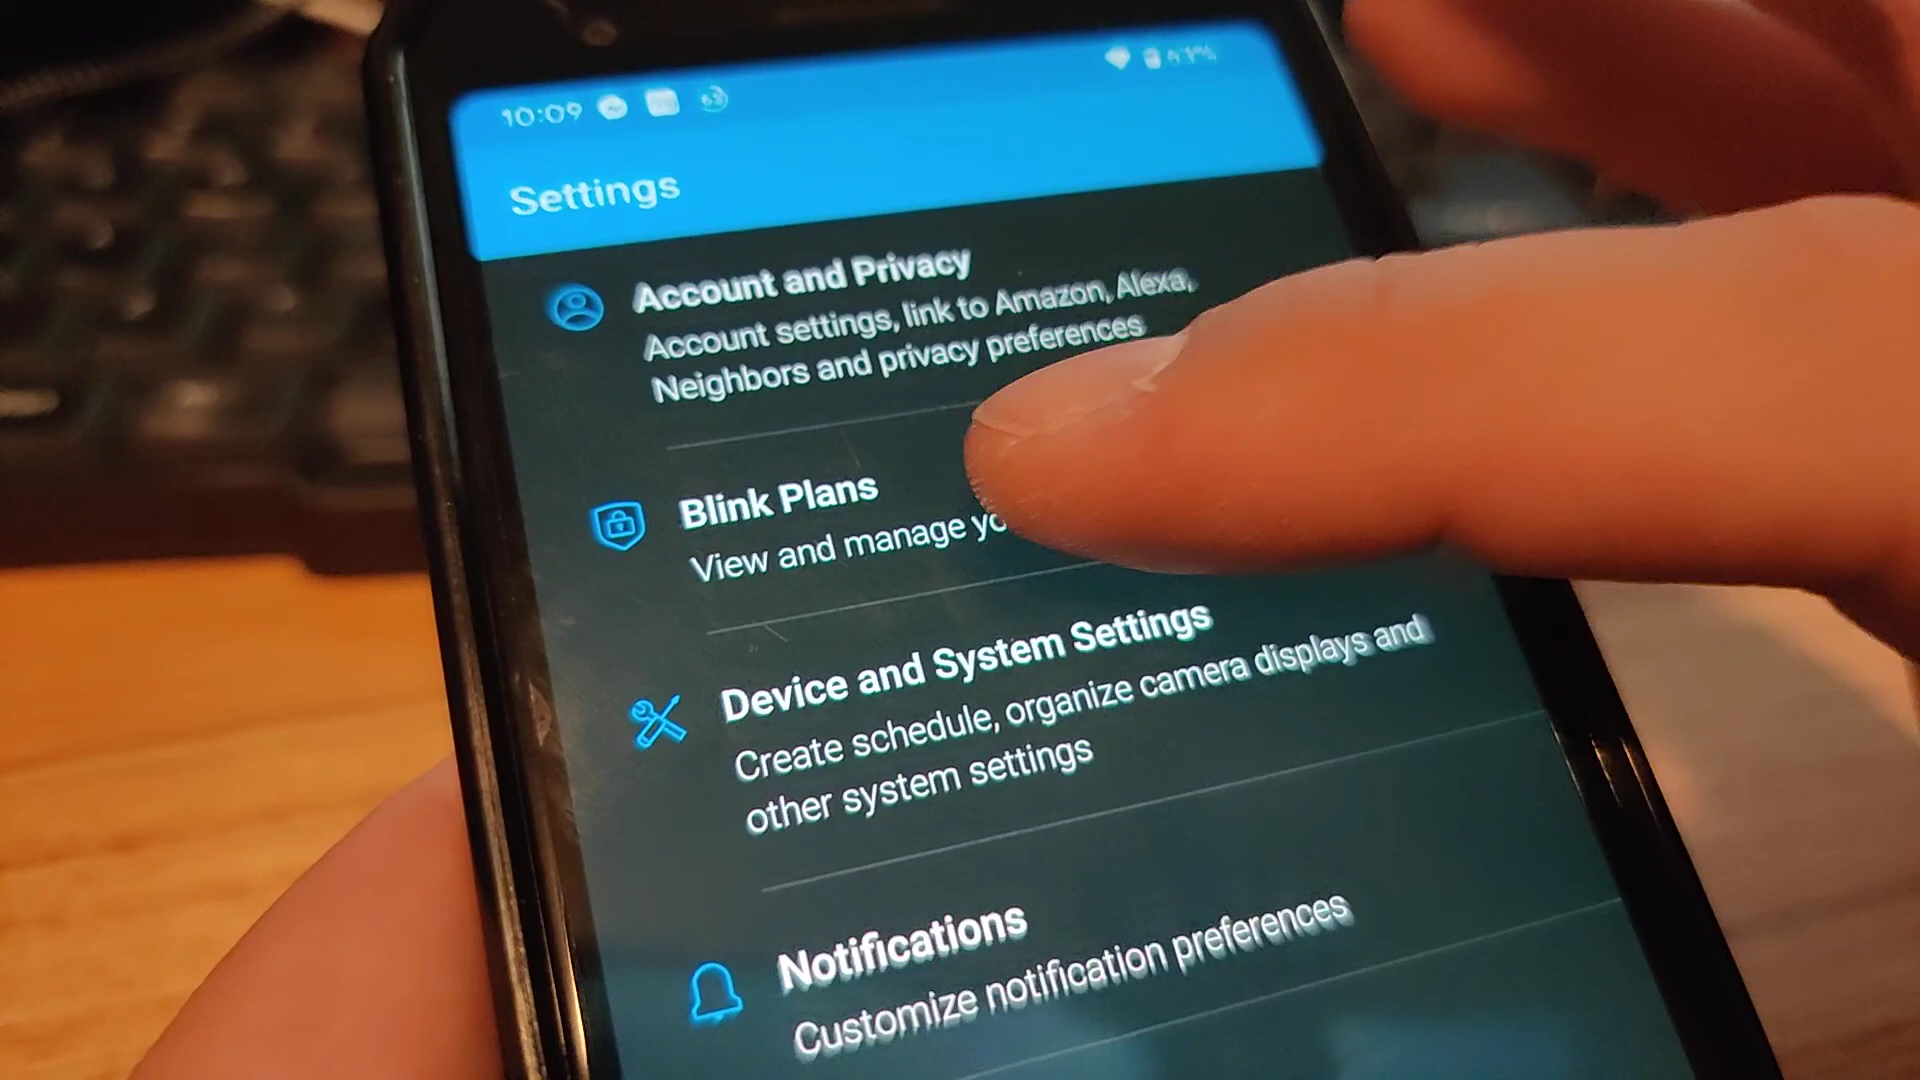 10:09
Settings
Account and Privacy
Account settings, link to Amazon, Alexa,
Neighbors and privacy preferences
Blink Plans
View and manage yo
Device and System Settings
Create schedule, organize camera displays and
other system settings
Notifications
Customize notification preferences